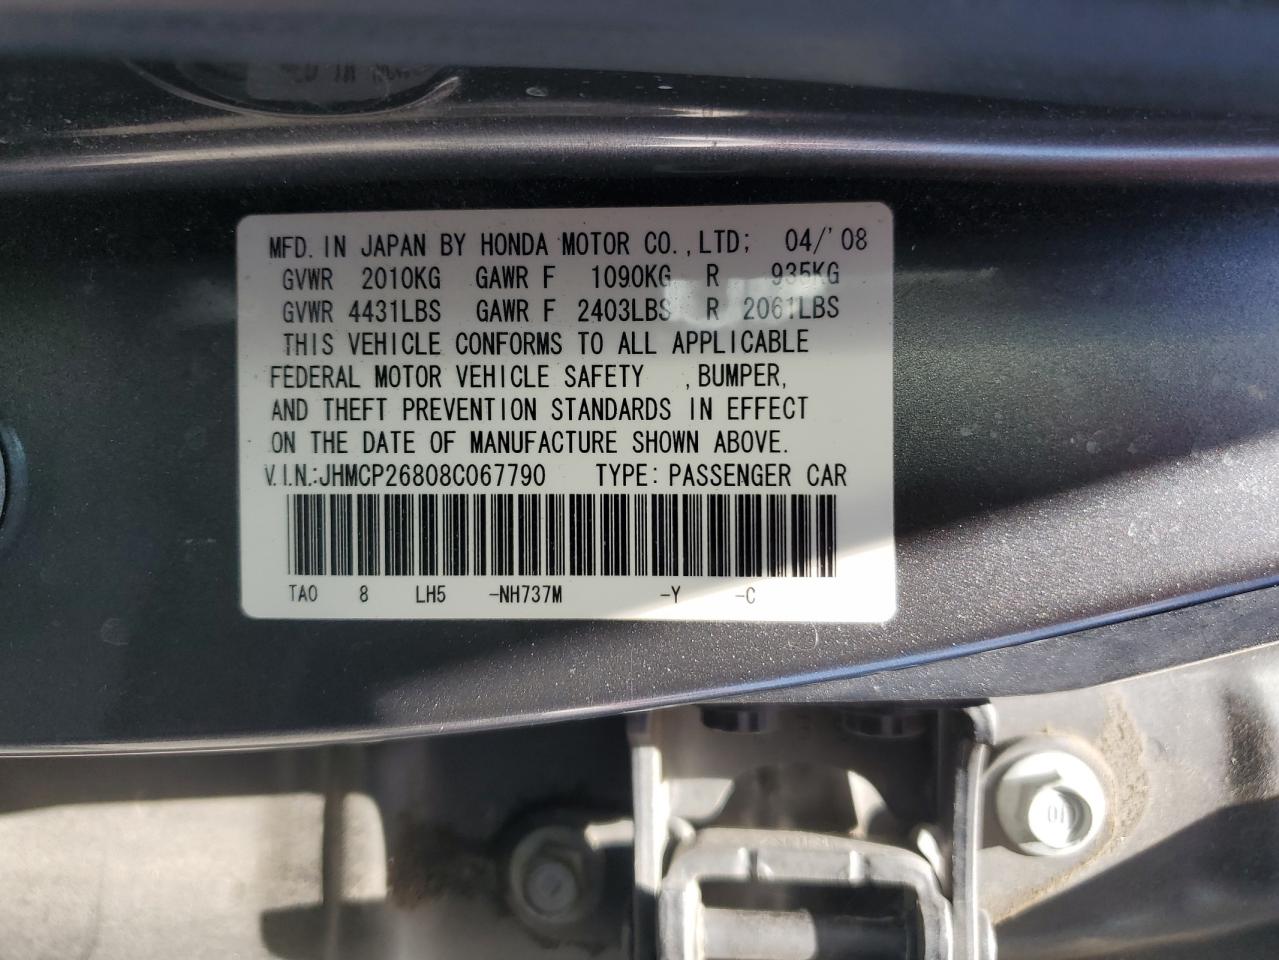 MFD. IN JAPAN BY HONDA MOTOR CO.,LTD; 04/'08
GVWR 2010KG GAWR F 1090KG R 935KG
GVWR 4431LBS GAWR F 2403LBS R 2061LBS
THIS VEHICLE CONFORMS TO ALL APPLICABLE
FEDERAL MOTOR VEHICLE SAFETY ,BUMPER,
AND THEFT PREVENTION STANDARDS IN EFFECT
ON THE DATE OF MANUFACTURE SHOWN ABOVE.
V.I.N.:JHMCP26808C067790 TYPE: PASSENGER CAR
TA0 8 LH5 -NH737M -Y -C